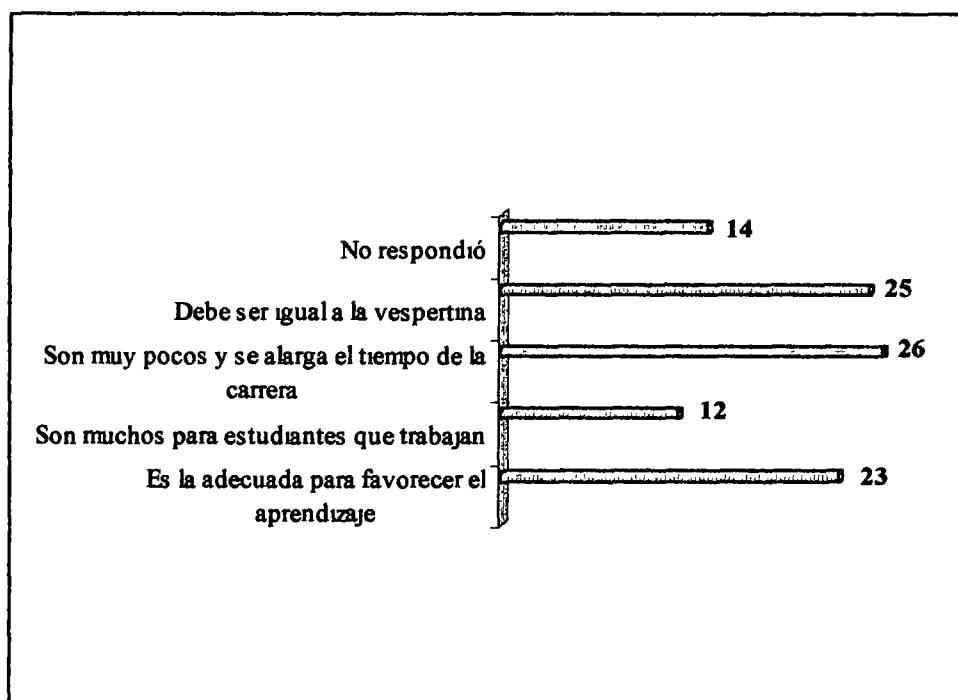 No respondió
14
Debe ser igual a la vespertina
25
Son muy pocos y se alarga el tiempo de la
carrera
26
Son muchos para estudiantes que trabajan
12
Es la adecuada para favorecer el
aprendizaje
23